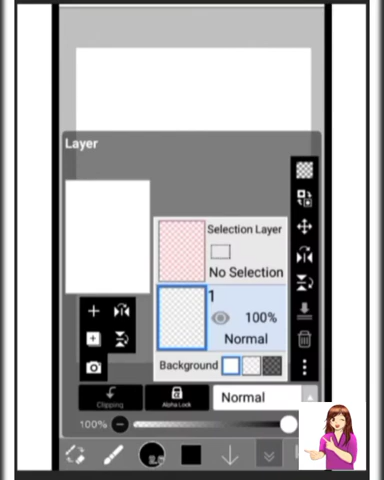 Layer
Selection Layer
No Selection
1
100%
Normal
Background
Clipping
Alpha Lock
Normal
100%